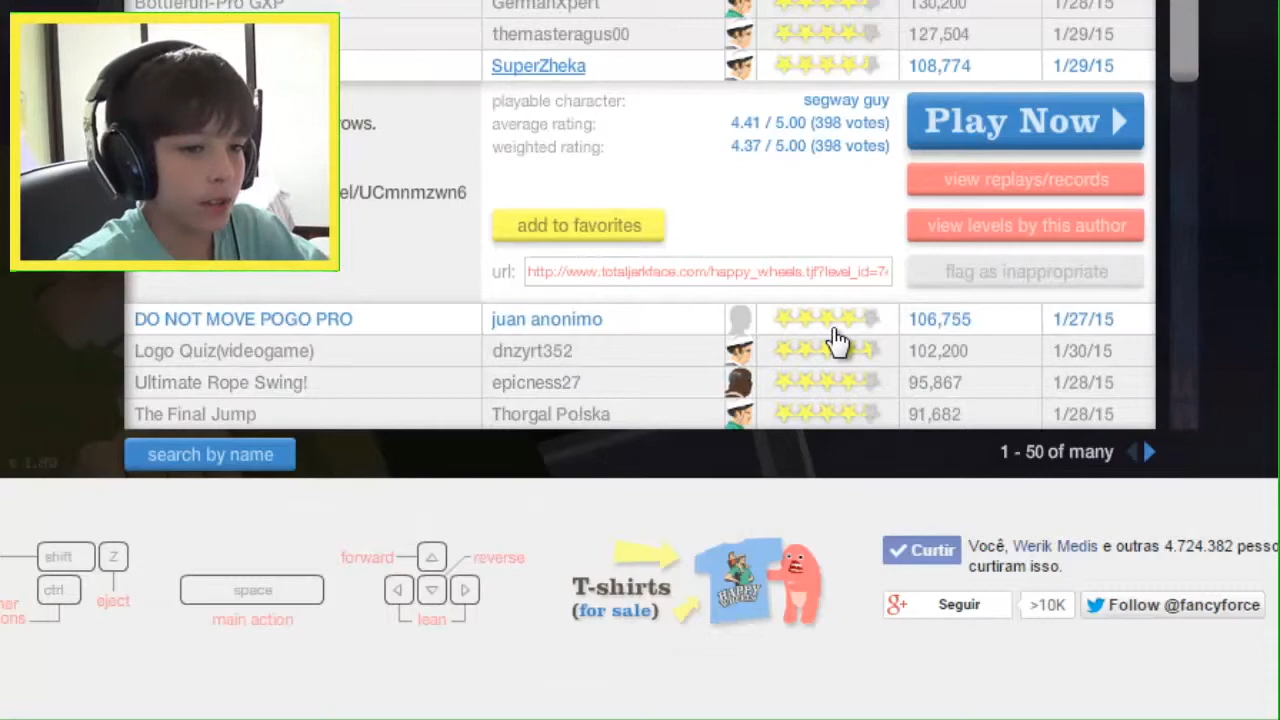 Bottlerun-Pro GXP GermanXpert 130,200 1/28/15
themasteragus00 127,504 1/29/15
SuperZheka 108,774 1/29/15
playable character: segway guy
rows.
average rating: 4.41 / 5.00 (398 votes)
weighted rating: 4.37 / 5.00 (398 votes)
Play Now
view replays/records
el/UCmnmzwn6
add to favorites
view levels by this author
url: http://www.totaljerkface.com/happy_wheels.tjf?level_id=7
flag as inappropriate
DO NOT MOVE POGO PRO juan anonimo 106,755 1/27/15
Logo Quiz(videogame) dnzyrt352 102,200 1/30/15
Ultimate Rope Swing! epicness27 95,867 1/28/15
The Final Jump Thorgal Polska 91,682 1/28/15
search by name
1 - 50 of many
shift Z
ctrl
eject
ons
space
main action
forward
reverse
lean
T-shirts
(for sale)
HAPPY WHEELS
Curtir
Você, Werik Medis e outras 4.724.382 pesso
curtiram isso.
g+ Seguir >10K
Follow @fancyforce